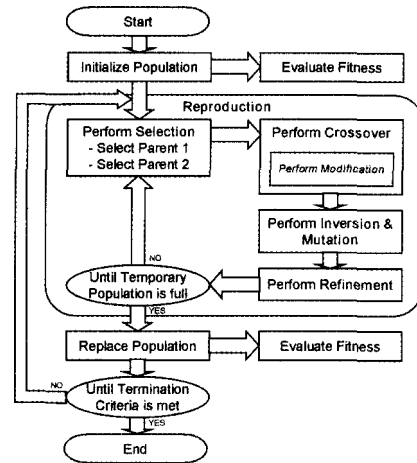 Start
Initialize Population
Evaluate Fitness
Reproduction
Perform Selection
- Select Parent 1
- Select Parent 2
Perform Crossover
Perform Modification
Perform Inversion &
Mutation
NO
Until Temporary
Population is full
Perform Refinement
YES
Replace Population
Evaluate Fitness
NO
Until Termination
Criteria is met
YES
End